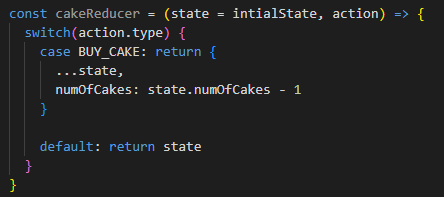 const cakeReducer = (state = intialState, action) => {
  switch(action.type) {
    case BUY_CAKE: return {
      ...state,
      numOfCakes: state.numOfCakes - 1
    }

    default: return state
  }
}